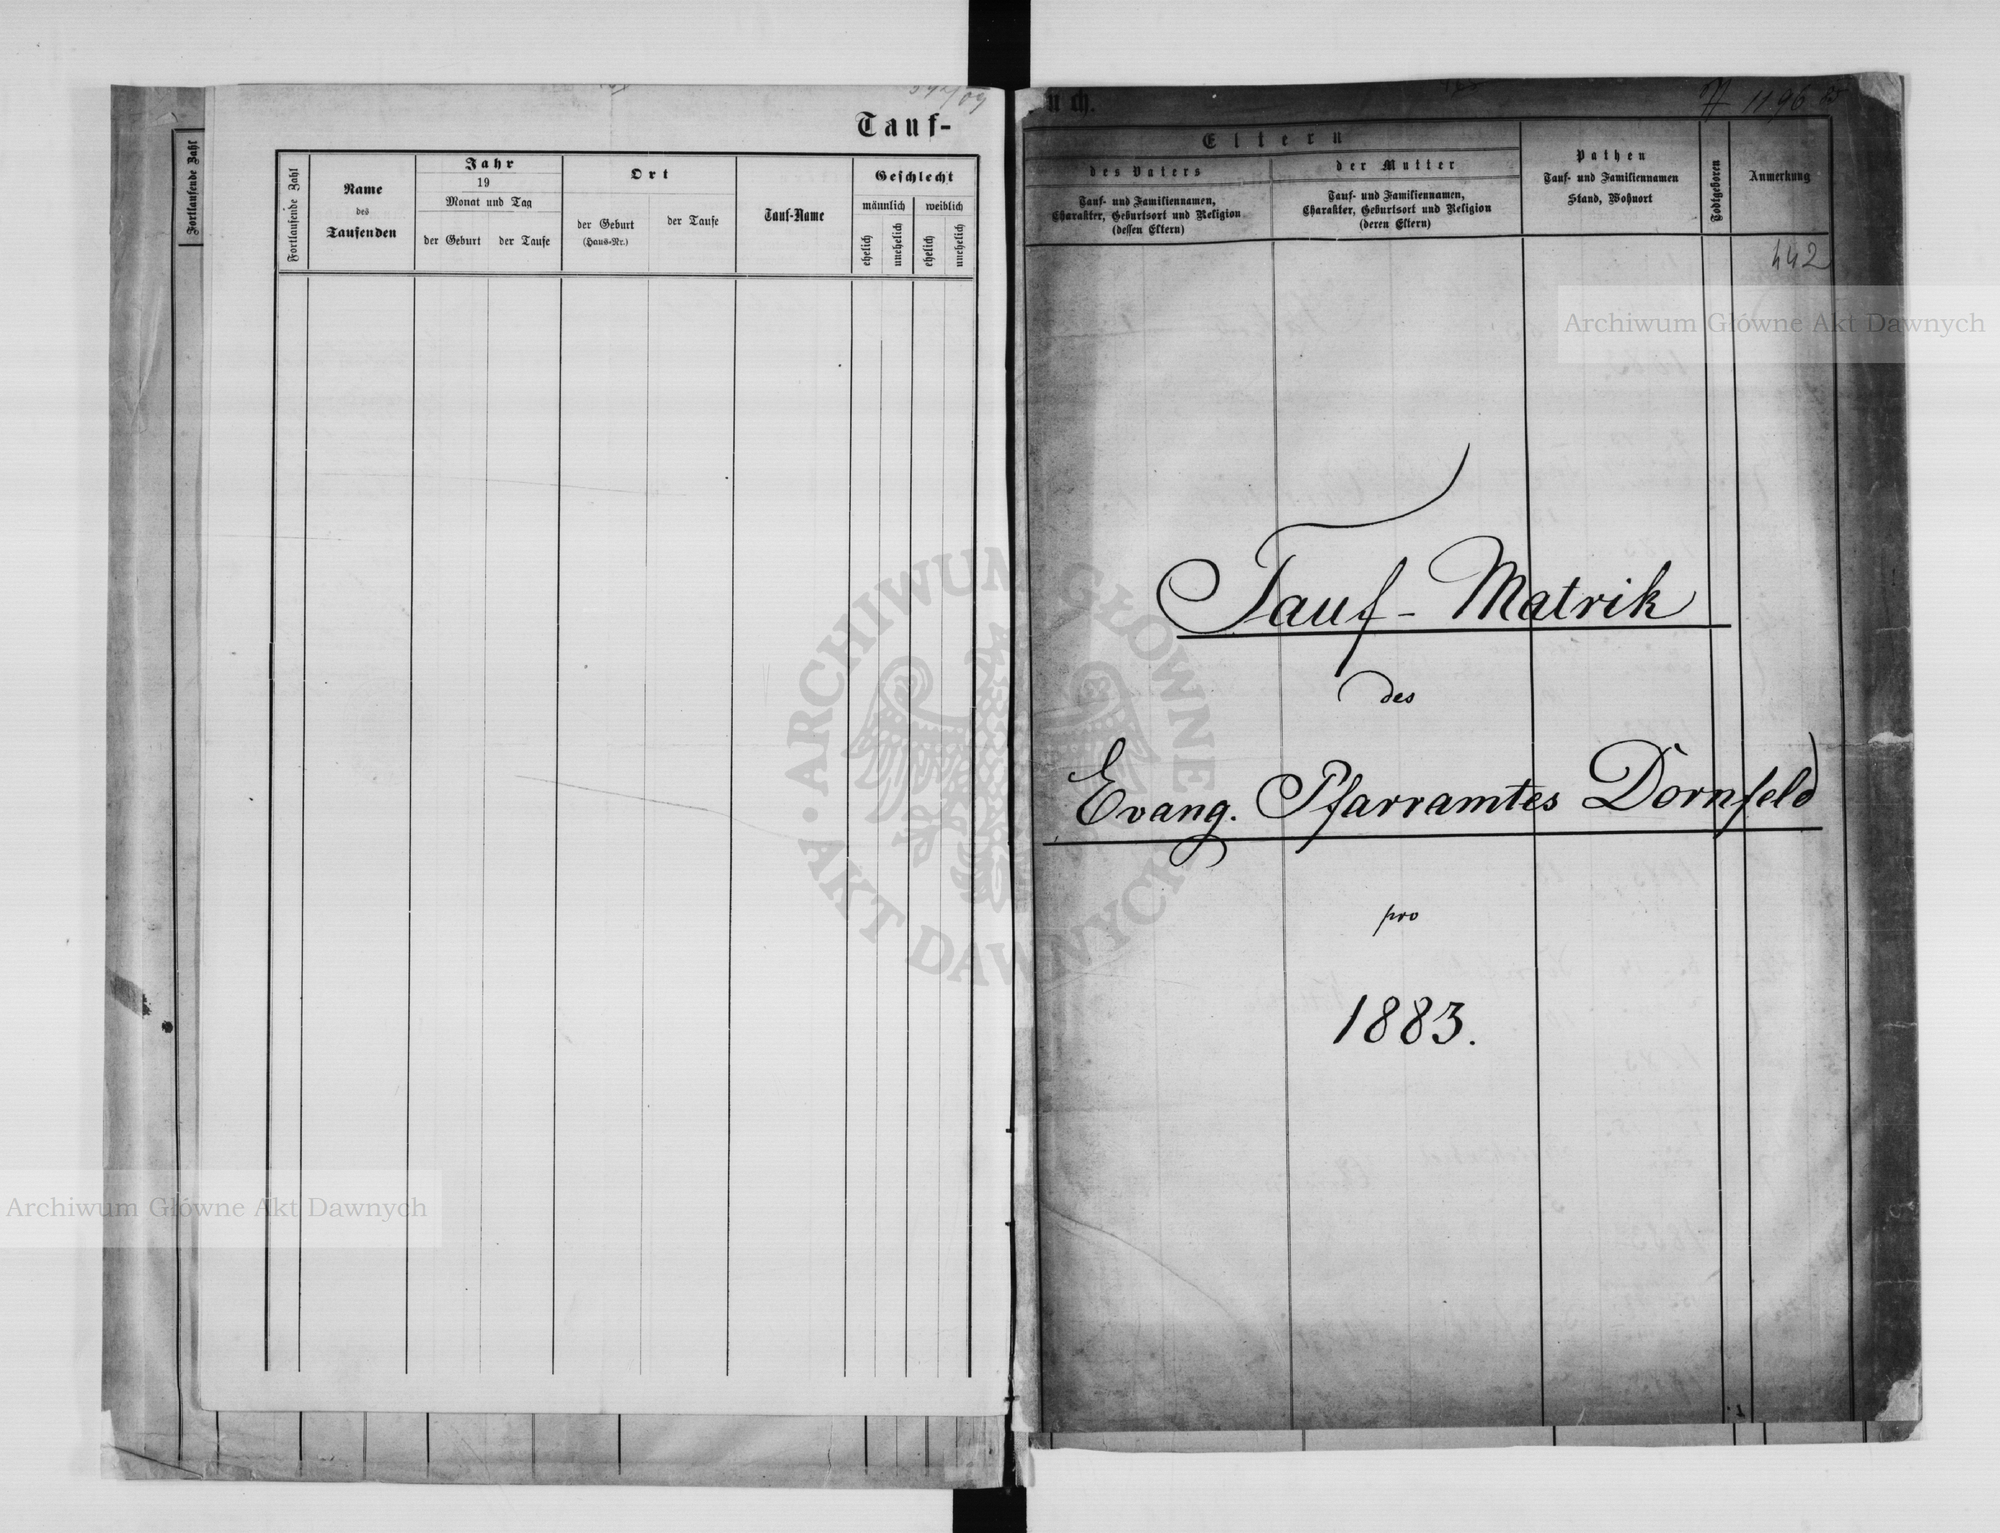 Tauf-
Fortlaufende Zahl
Fortlaufende Zahl
Name
des
Taufenden
Jahr
19
Monat und Tag
der Geburt
der Taufe
Ort
der Geburt
(Haus-Nr.)
der Taufe
Tauf-Name
Geschlecht
männlich
weiblich
ehelich
unehelich
ehelich
unehelich
uch.
1196
Eltern
des Vaters
Tauf- und Familiennamen,
Charakter, Geburtsort und Religion
(dessen Eltern)
der Mutter
Tauf- und Familiennamen,
Charakter, Geburtsort und Religion
(deren Eltern)
Pathen
Tauf- und Familiennamen
Stand, Wohnort
Todtgeboren
Anmerkung
442
Archiwum Główne Akt Dawnych
Tauf-Matrik
des
Evang. Pfarramtes Dornfeld
pro
1883.
ARCHIWUM GŁÓWNE · AKT DAWNYCH ·
Archiwum Główne Akt Dawnych